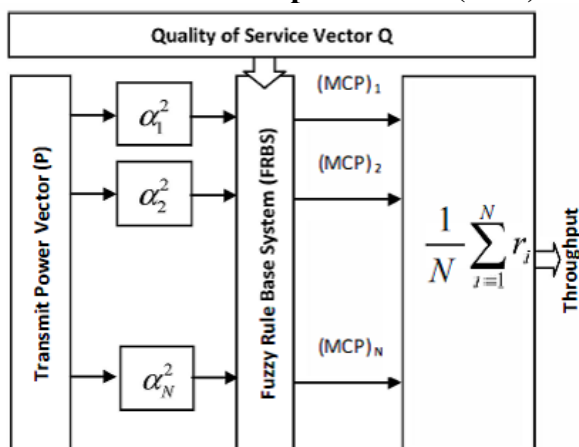 Quality of Service Vector Q
Transmit Power Vector (P)
α₁²
α₂²
α_N²
Fuzzy Rule Base System (FRBS)
(MCP)₁
(MCP)₂
(MCP)_N
1/N ∑_{i=1}^{N} r_i
Throughput